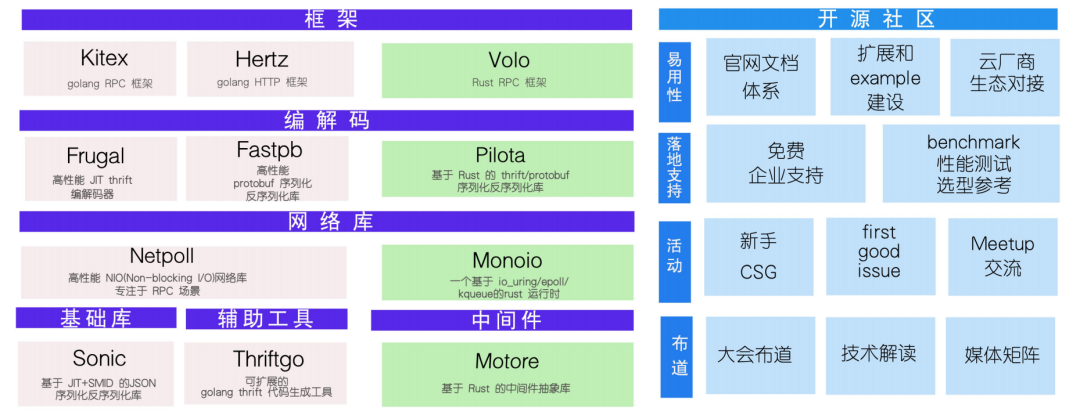 框架
Kitex
golang RPC 框架
Hertz
golang HTTP 框架
Volo
Rust RPC 框架
编解码
Frugal
高性能 JIT thrift
编解码器
Fastpb
高性能
protobuf 序列化
反序列化库
Pilota
基于 Rust 的 thrift/protobuf
序列化反序列化库
网络库
Netpoll
高性能 NIO(Non-blocking I/O)网络库
专注于 RPC 场景
Monoio
一个基于 io_uring/epoll/
kqueue的rust 运行时
基础库
辅助工具
中间件
Sonic
基于 JIT+SMID 的JSON
序列化反序列化库
Thriftgo
可扩展的
golang thrift 代码生成工具
Motore
基于 Rust 的中间件抽象库
开源社区
易用性
官网文档
体系
扩展和
example
建设
云厂商
生态对接
落地支持
免费
企业支持
benchmark
性能测试
选型参考
活动
新手
CSG
first
good
issue
Meetup
交流
布道
大会布道
技术解读
媒体矩阵